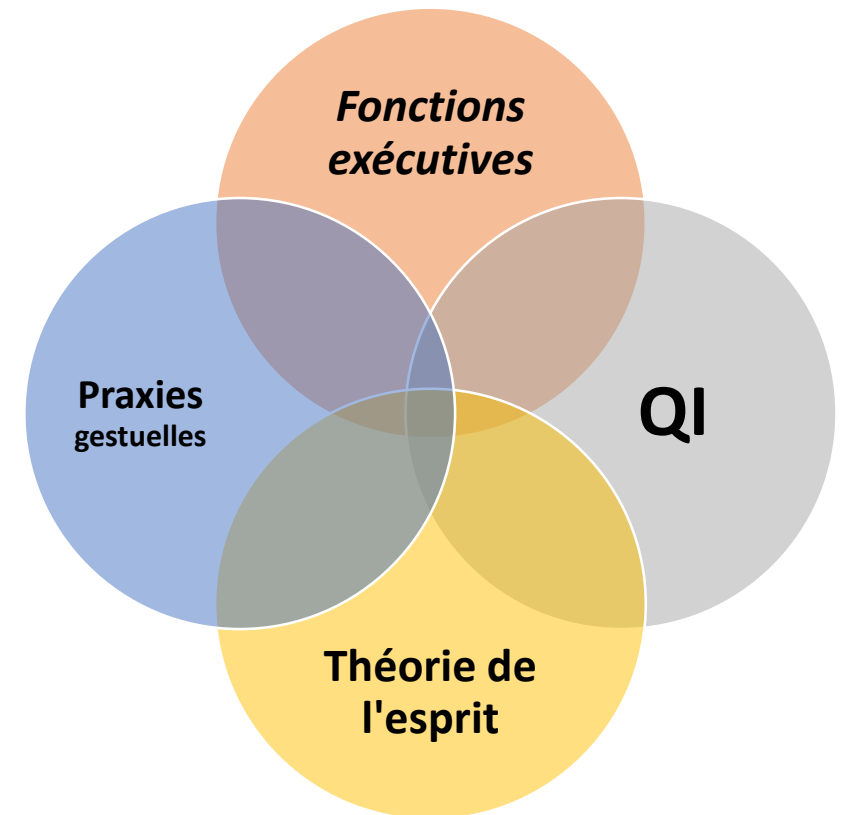 Fonctions
exécutives
Praxies
gestuelles
QI
Théorie de
l'esprit